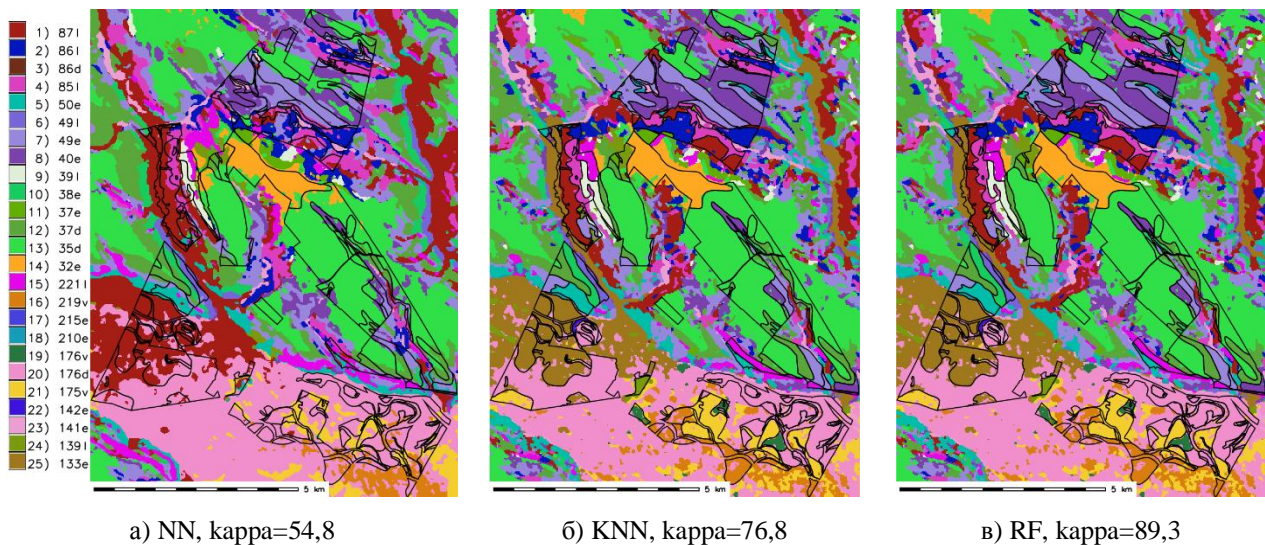 1) 87l
2) 86l
3) 86d
4) 85l
5) 50e
6) 49l
7) 49e
8) 40e
9) 39l
10) 38e
11) 37e
12) 37d
13) 35d
14) 32e
15) 221l
16) 219v
17) 215e
18) 210e
19) 176v
20) 176d
21) 175v
22) 142e
23) 141e
24) 139l
25) 133e
5 km
5 km
5 km
а) NN, kappa=54,8
б) KNN, kappa=76,8
в) RF, kappa=89,3